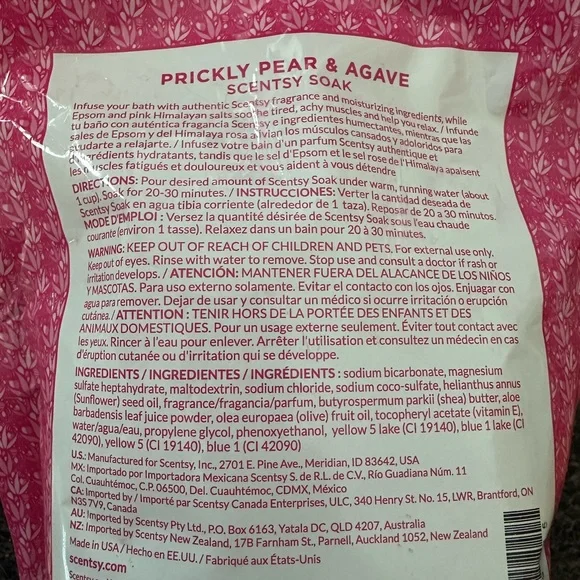 PRICKLY PEAR & AGAVE
SCENTSY SOAK
Infuse your bath with authentic Scentsy fragrance and moisturizing ingredients, while
Epsom and pink Himalayan salts soothe tired, achy muscles and help you relax. / Infunde
tu baño con auténtica fragancia Scentsy e ingredientes humectantes, mientras que las
sales de Epsom y del Himalaya rosa alivian los músculos cansados y adoloridos para
ayudarte a relajarte. / Infusez votre bain d'un parfum Scentsy authentique et
d'ingrédients hydratants, tandis que le sel d'Epsom et le sel rose de l'Himalaya apaisent
les muscles fatigués et douloureux et vous aident à vous détendre
DIRECTIONS: Pour desired amount of Scentsy Soak under warm, running water (about
1 cup). Soak for 20-30 minutes. / INSTRUCCIONES: Verter la cantidad deseada de
Scentsy Soak en agua tibia corriente (alrededor de 1 taza). Reposar de 20 a 30 minutos.
MODE D'EMPLOI : Versez la quantité désirée de Scentsy Soak sous l'eau chaude
courante (environ 1 tasse). Relaxez dans un bain pour 20 à 30 minutes.
WARNING: KEEP OUT OF REACH OF CHILDREN AND PETS. For external use only.
Keep out of eyes. Rinse with water to remove. Stop use and consult a doctor if rash or
irritation develops. / ATENCIÓN: MANTENER FUERA DEL ALACANCE DE LOS NIÑOS
Y MASCOTAS. Para uso externo solamente. Evitar el contacto con los ojos. Enjuagar con
agua para remover. Dejar de usar y consultar un médico si ocurre irritación o erupción
cutánea. / ATTENTION : TENIR HORS DE LA PORTÉE DES ENFANTS ET DES
ANIMAUX DOMESTIQUES. Pour un usage externe seulement. Éviter tout contact avec
les yeux. Rincer à l'eau pour enlever. Arrêter l'utilisation et consultez un médecin en cas
d'éruption cutanée ou d'irritation qui se développe.
INGREDIENTS / INGREDIENTES / INGRÉDIENTS : sodium bicarbonate, magnesium
sulfate heptahydrate, maltodextrin, sodium chloride, sodium coco-sulfate, helianthus annus
(Sunflower) seed oil, fragrance/fragancia/parfum, butyrospermum parkii (shea) butter, aloe
barbadensis leaf juice powder, olea europaea (olive) fruit oil, tocopheryl acetate (vitamin E),
water/agua/eau, propylene glycol, phenoxyethanol, yellow 5 lake (CI 19140), blue 1 lake (CI
42090), yellow 5 (CI 19140), blue 1 (CI 42090)
U.S.: Manufactured for Scentsy, Inc., 2701 E. Pine Ave., Meridian, ID 83642, USA
MX: Importado por Importadora Mexicana Scentsy S. de R.L. de C.V., Río Guadiana Núm. 11
Col. Cuauhtémoc, C.P. 06500, Del. Cuauhtémoc, CDMX, México
CA: Imported by / Importé par Scentsy Canada Enterprises, ULC, 340 Henry St. No. 15, LWR, Brantford, ON
N3S 7V9, Canada
AU: Imported by Scentsy Pty Ltd., P.O. Box 6163, Yatala DC, QLD 4207, Australia
NZ: Imported by Scentsy New Zealand, 17B Farnham St., Parnell, Auckland 1052, New Zealand
Made in USA / Hecho en EE.UU. / Fabriqué aux États-Unis
scentsy.com